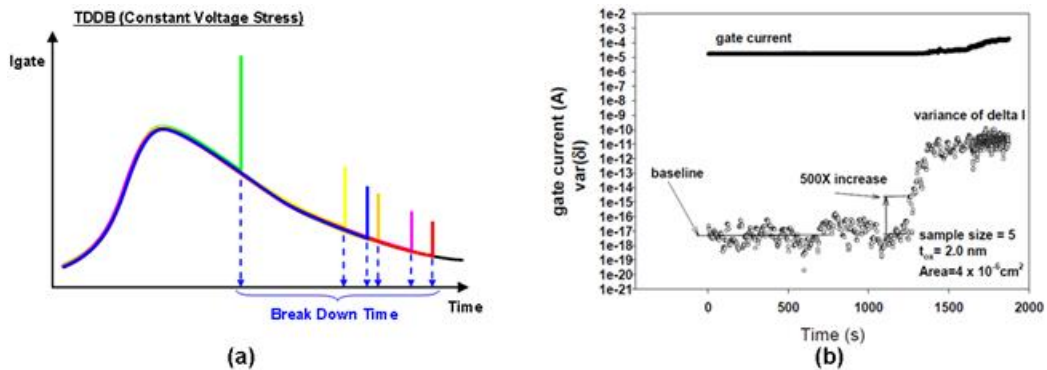 TDDB (Constant Voltage Stress)
Igate
Time
Break Down Time
(a)
1e-2
1e-3
1e-4
1e-5
1e-6
1e-7
1e-8
1e-9
1e-10
1e-11
1e-12
1e-13
1e-14
1e-15
1e-16
1e-17
1e-18
1e-19
1e-20
1e-21
gate current (A)
var(δI)
gate current
variance of delta I
baseline
500X increase
sample size = 5
tox= 2.0 nm
Area=4 x 10-5cm2
0
500
1000
1500
2000
Time (s)
(b)